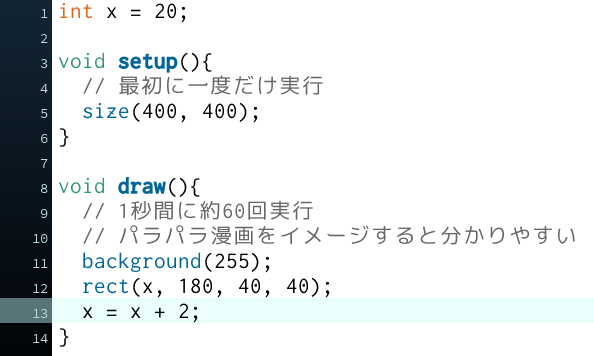 1 int x = 20;
2
3 void setup(){
4   // 最初に一度だけ実行
5   size(400, 400);
6 }
7
8 void draw(){
9   // 1秒間に約60回実行
10   // パラパラ漫画をイメージすると分かりやすい
11   background(255);
12   rect(x, 180, 40, 40);
13   x = x + 2;
14 }